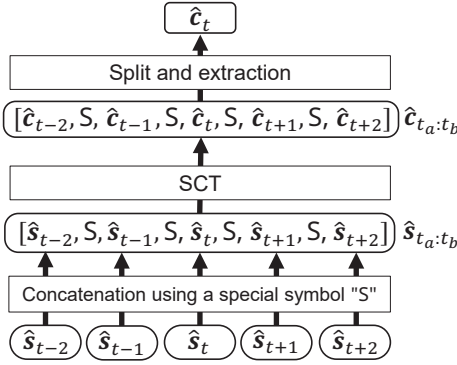 ĉ_t
Split and extraction
[ĉ_{t−2}, S, ĉ_{t−1}, S, ĉ_t, S, ĉ_{t+1}, S, ĉ_{t+2}] ĉ_{t_a:t_b}
SCT
[ŝ_{t−2}, S, ŝ_{t−1}, S, ŝ_t, S, ŝ_{t+1}, S, ŝ_{t+2}] ŝ_{t_a:t_b}
Concatenation using a special symbol "S"
ŝ_{t−2} ŝ_{t−1} ŝ_t ŝ_{t+1} ŝ_{t+2}